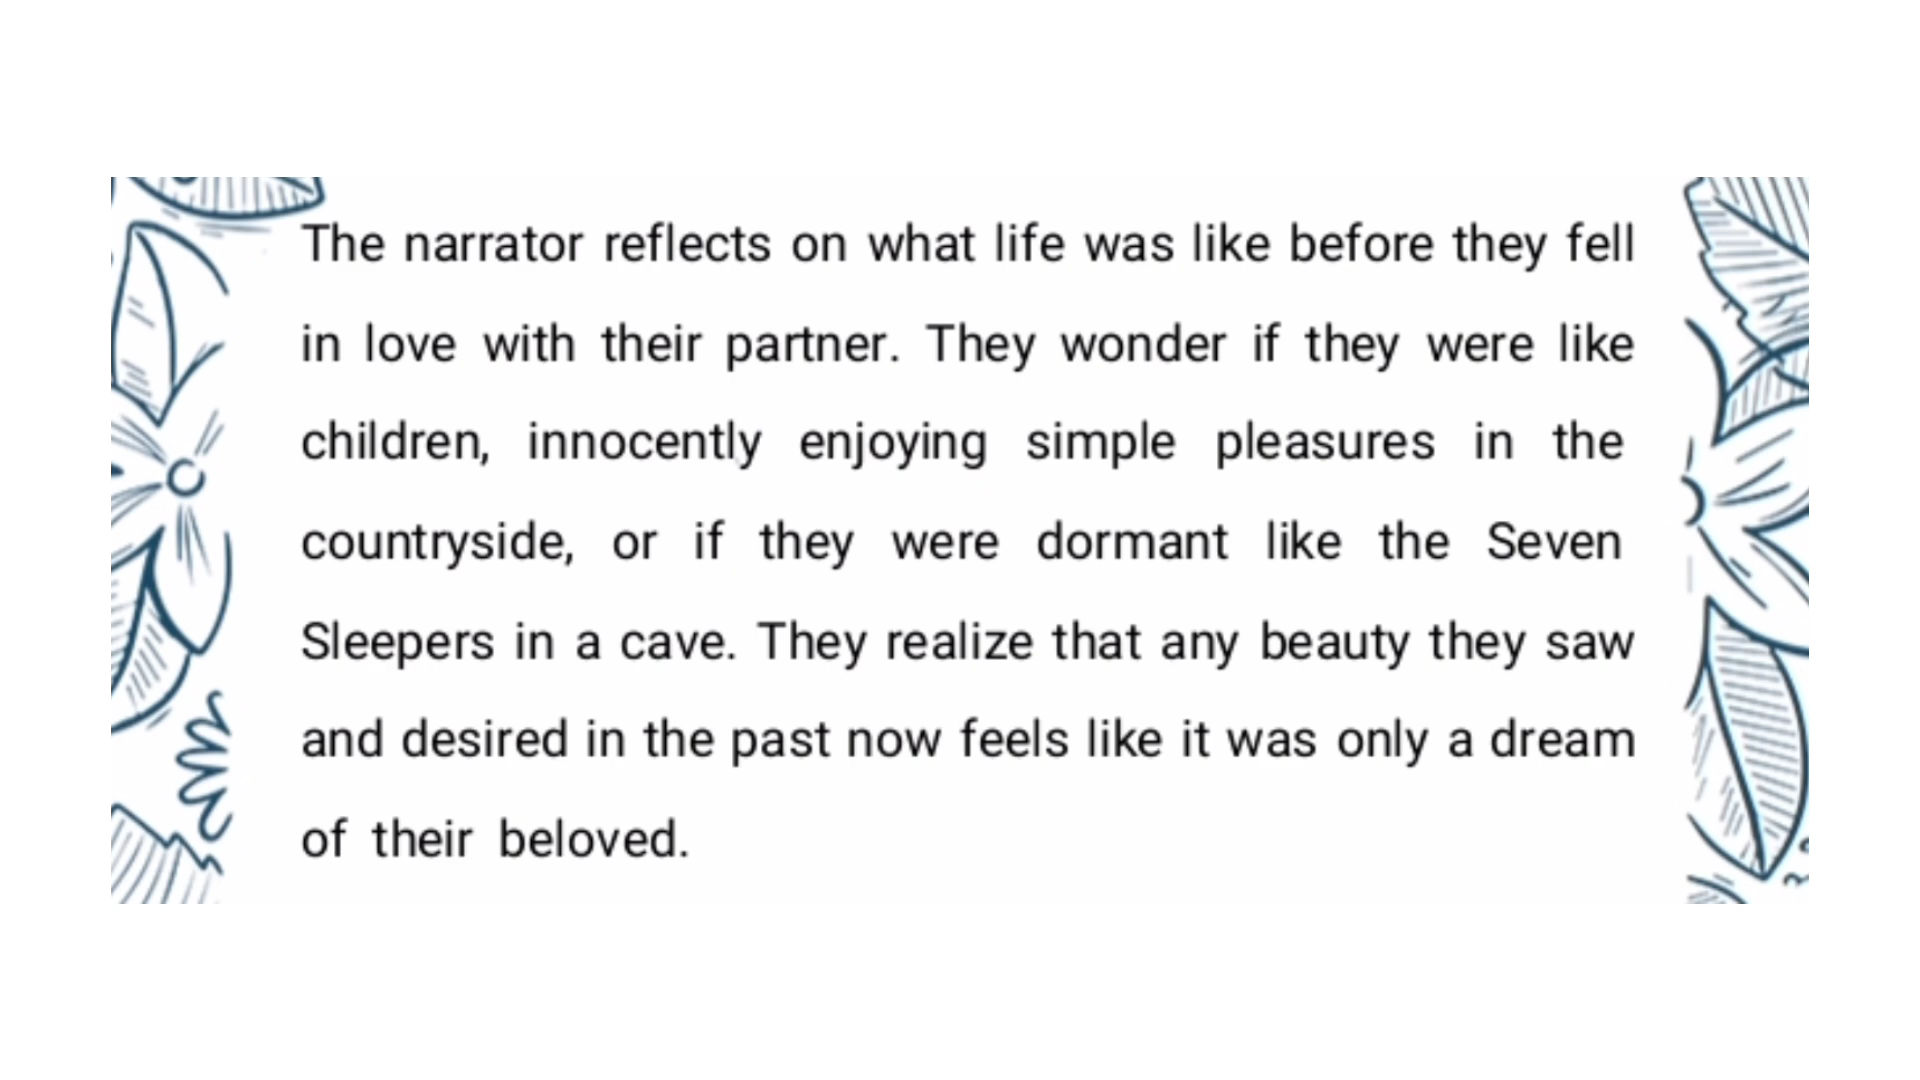 The narrator reflects on what life was like before they fell
in love with their partner. They wonder if they were like
children, innocently enjoying simple pleasures in the
countryside, or if they were dormant like the Seven
Sleepers in a cave. They realize that any beauty they saw
and desired in the past now feels like it was only a dream
of their beloved.